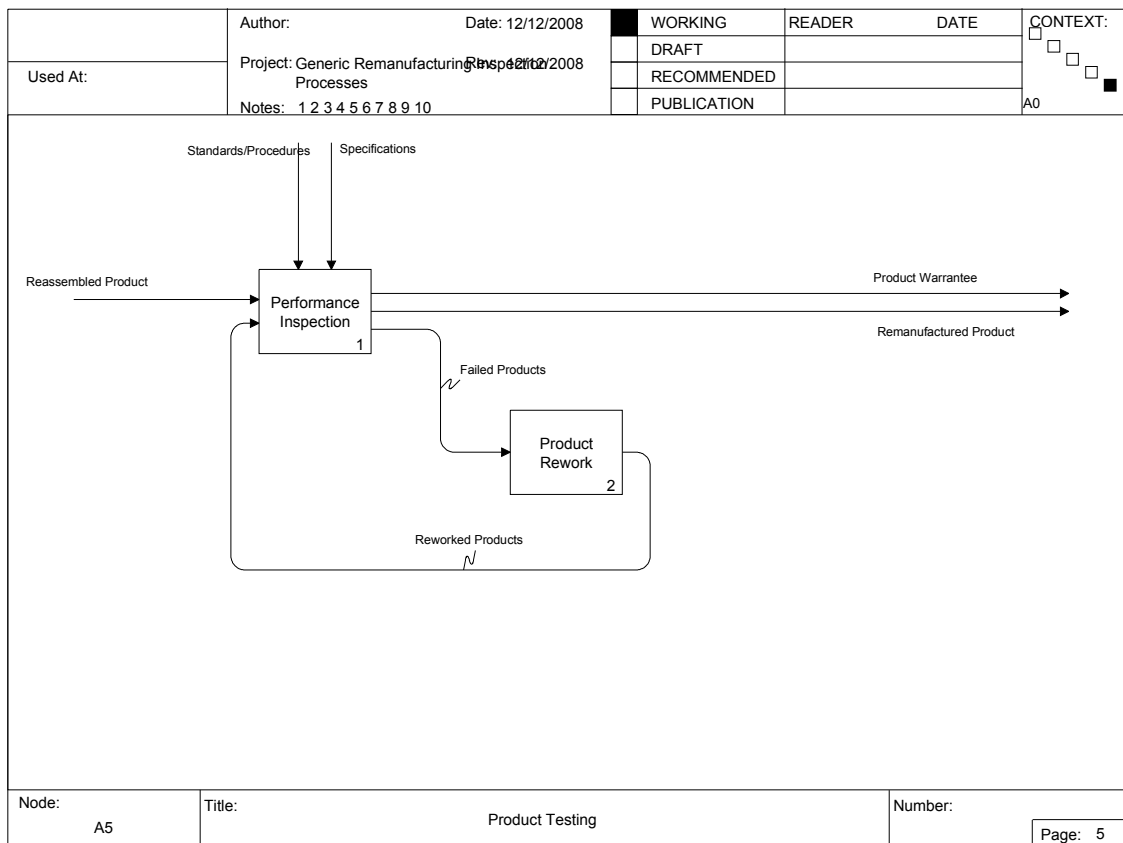 Used At:
Author:
Date: 12/12/2008
Project: Generic Remanufacturing Inspection
Processes
Rev: 12/12/2008
Notes: 1 2 3 4 5 6 7 8 9 10
WORKING
DRAFT
RECOMMENDED
PUBLICATION
READER
DATE
CONTEXT:
A0
Standards/Procedures
Specifications
Reassembled Product
Performance
Inspection
1
Product Warrantee
Remanufactured Product
Failed Products
Product
Rework
2
Reworked Products
Node:
A5
Title:
Product Testing
Number:
Page: 5